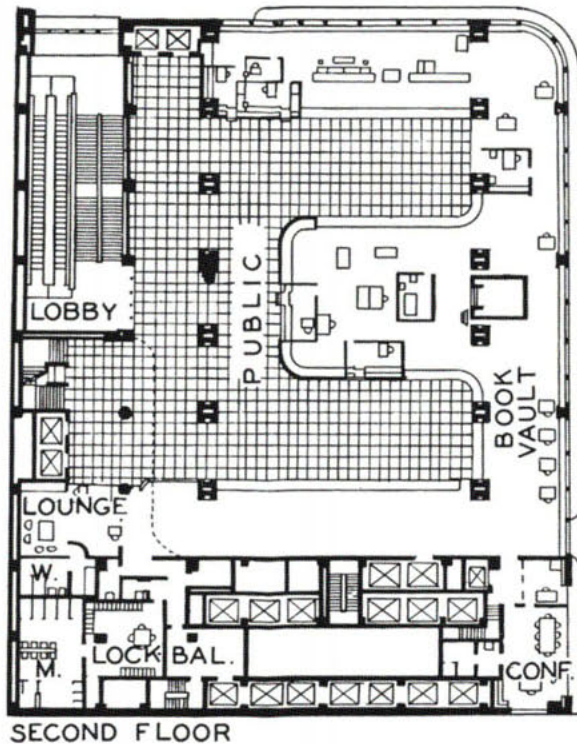 LOBBY
PUBLIC
BOOK
VAULT
LOUNGE
W.
M.
LOCK.
BAL.
CONF.
SECOND FLOOR